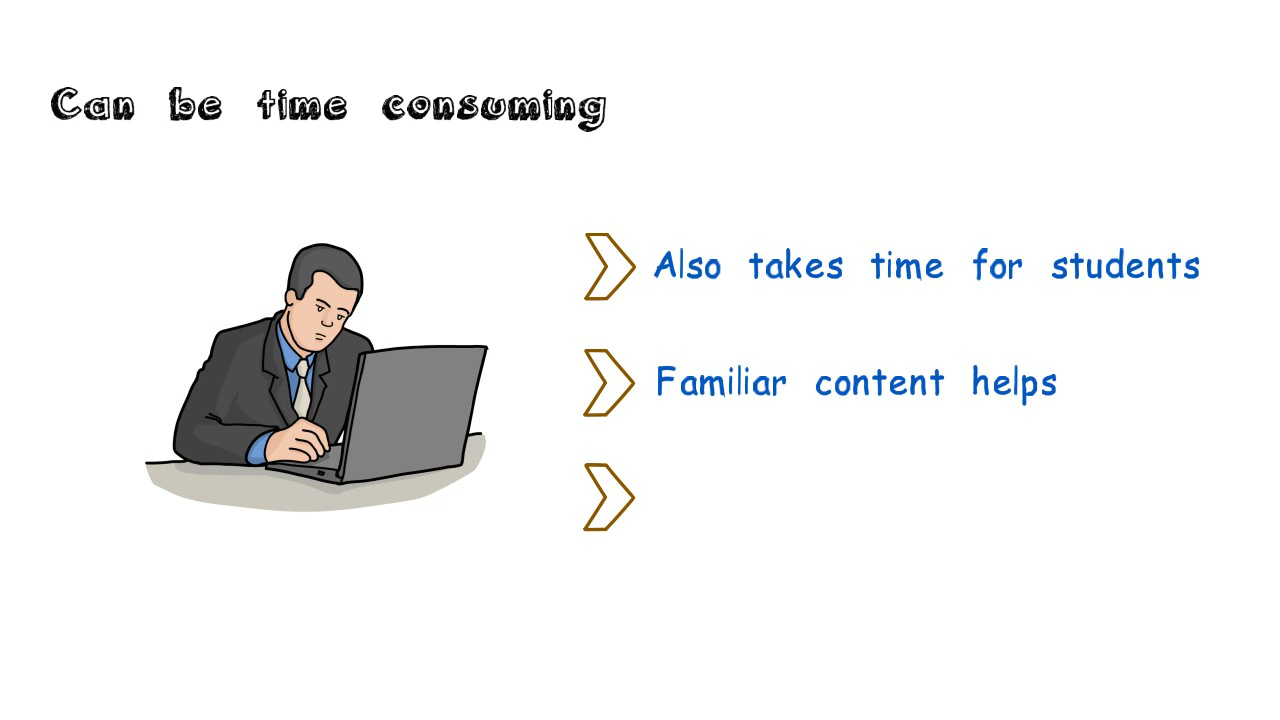 Can be time consuming
Also takes time for students
Familiar content helps